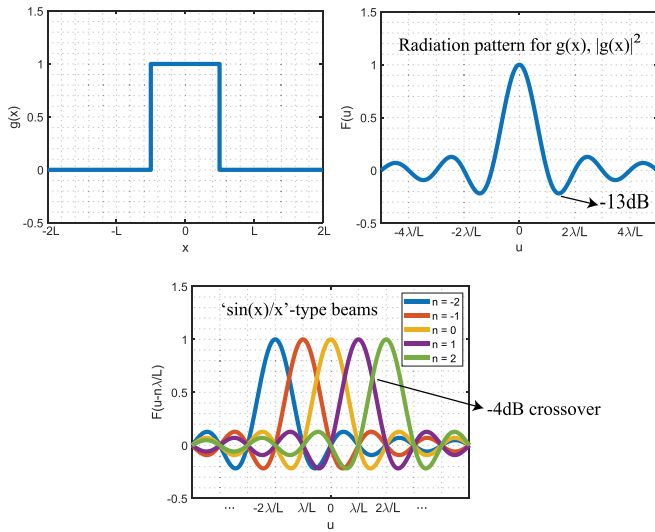 1.5
1
0.5
0
-0.5
g(x)
-2L -L 0 L 2L
x
Radiation pattern for g(x), |g(x)|²
1.5
1
0.5
0
-0.5
F(u)
-13dB
-4λ/L -2λ/L 0 2λ/L 4λ/L
u
'sin(x)/x'-type beams
n = -2
n = -1
n = 0
n = 1
n = 2
1.5
1
0.5
0
-0.5
F(u-nλ/L)
-4dB crossover
... -2λ/L λ/L 0 λ/L 2λ/L ...
u